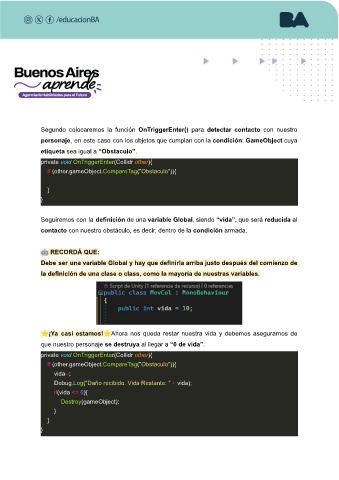 /educacionBA
BA
Buenos Aires
aprende
Agencia de Habilidades para el Futuro
Segundo colocaremos la función OnTriggerEnter() para detectar contacto con nuestro
personaje, en este caso con los objetos que cumplan con la condición: GameObject cuya
etiqueta sea igual a “Obstaculo”.
private void OnTriggerEnter(Collidr other){
if (other.gameObject.CompareTag("Obstaculo")){
}
}
Seguiremos con la definición de una variable Global, siendo “vida”, que será reducida al
contacto con nuestro obstáculo, es decir, dentro de la condición armada.
🤖 RECORDÁ QUE:
Debe ser una variable Global y hay que definirla arriba justo después del comienzo de
la definición de una clase o class, como la mayoría de nuestras variables.
Script de Unity (1 referencia de recurso) | 0 referencias
public class MovCol : MonoBehaviour
{
public int vida = 10;
⭐¡Ya casi estamos!⭐Ahora nos queda restar nuestra vida y debemos asegurarnos de
que nuestro personaje se destruya al llegar a “0 de vida”.
private void OnTriggerEnter(Collidr other){
if (other.gameObject.CompareTag("Obstaculo")){
vida--;
Debug.Log("Daño recibido. Vida Restante: " + vida);
if(vida <= 0){
Destroy(gameObject);
}
}
}